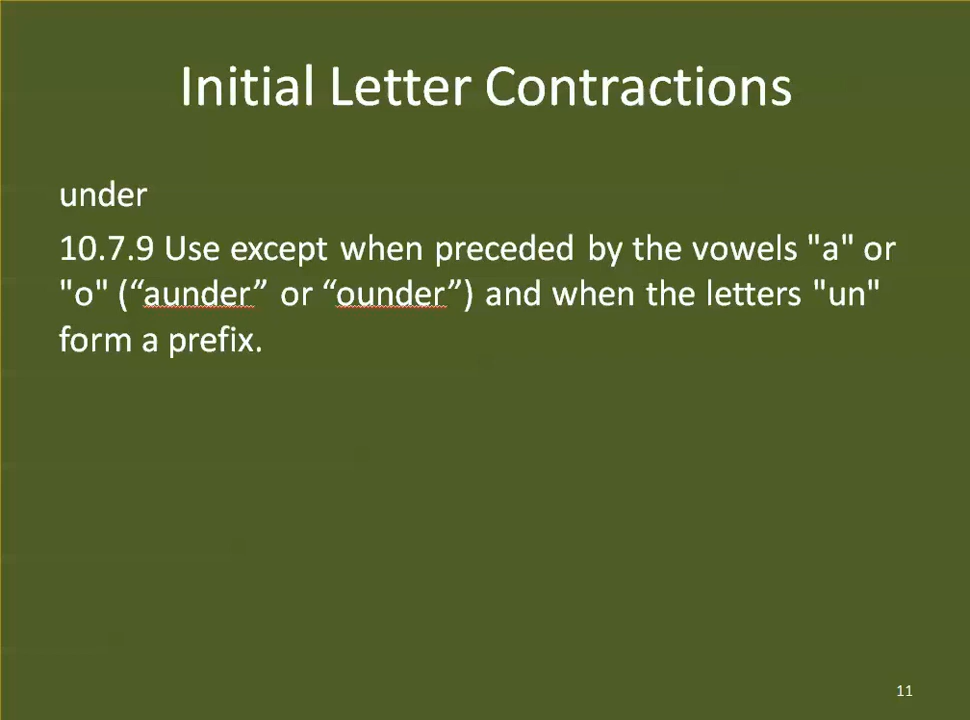 Initial Letter Contractions
under
10.7.9 Use except when preceded by the vowels "a" or
"o" (“aunder” or “ounder”) and when the letters "un"
form a prefix.
11